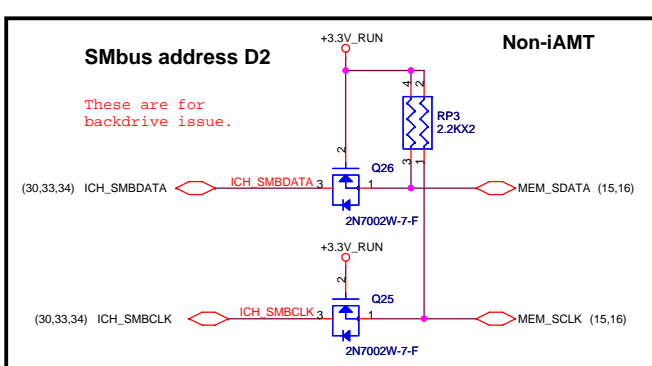 +3.3V_RUN
Non-iAMT
SMbus address D2
These are for
backdrive issue.
4 2
RP3
2.2KX2
3 1
2
Q26
(30,33,34) ICH_SMBDATA ICH_SMBDATA 3 1 MEM_SDATA (15,16)
2N7002W-7-F
+3.3V_RUN
2
Q25
(30,33,34) ICH_SMBCLK ICH_SMBCLK 3 1 MEM_SCLK (15,16)
2N7002W-7-F